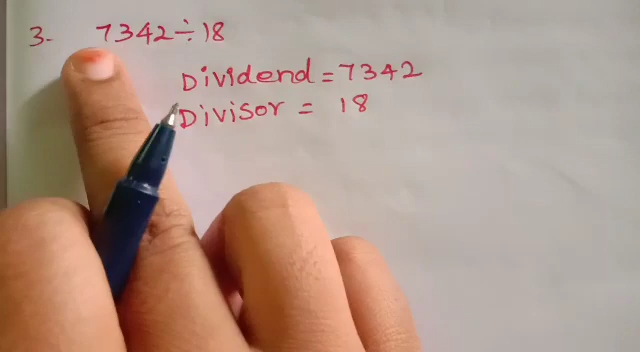 3. 7342÷18
Dividend = 7342
Divisor = 18